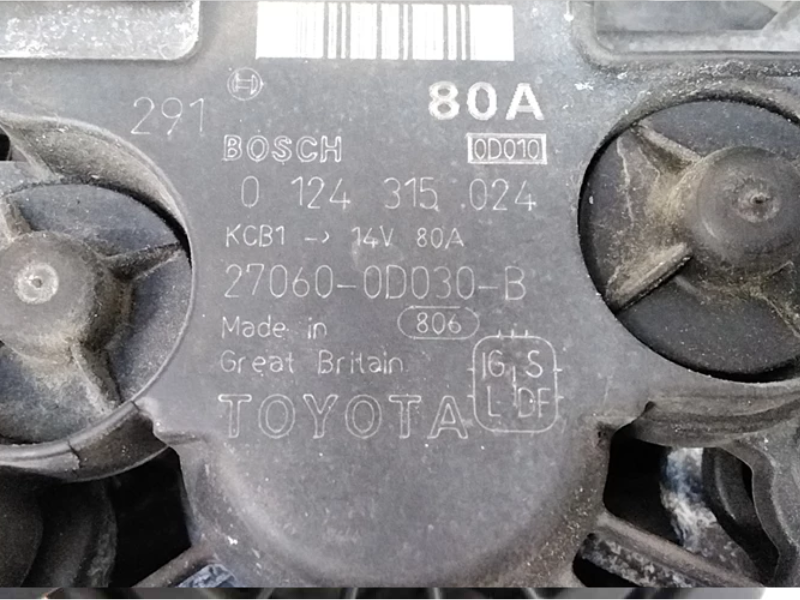 80A
291
BOSCH 0D010
0 124 315 024
KCB1 -> 14V 80A
27060-0D030-B
Made in 806
Great Britain
IG S
L DF
TOYOTA